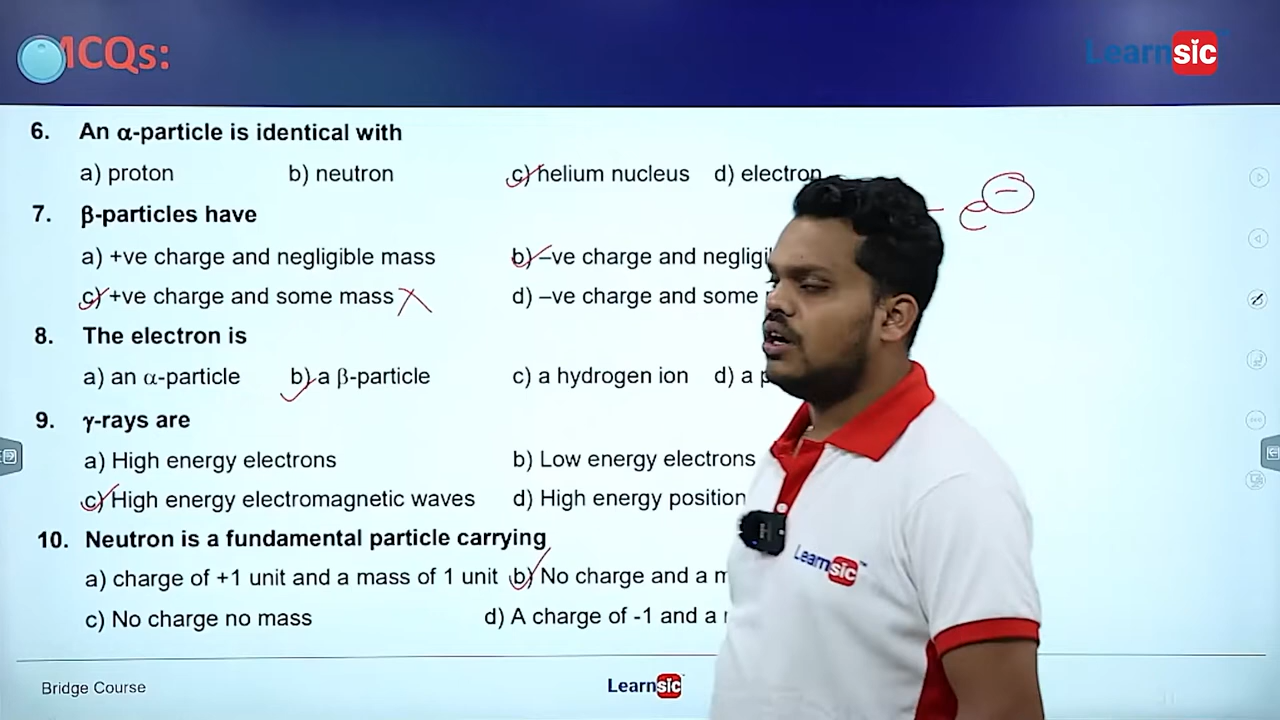 MCQs:
Learnsic
6. An α-particle is identical with
a) proton b) neutron c) helium nucleus d) electron
e⁻
7. β-particles have
a) +ve charge and negligible mass b) –ve charge and
c) +ve charge and some mass d) –ve charge and some
8. The electron is
a) an α-particle b) a β-particle c) a hydrogen ion d) a
9. γ-rays are
a) High energy electrons b) Low energy electrons
c) High energy electromagnetic waves d) High energy position
10. Neutron is a fundamental particle carrying
a) charge of +1 unit and a mass of 1 unit b) No charge and a
c) No charge no mass d) A charge of -1 and a
Learnsic™
H
Bridge Course
Learnsic